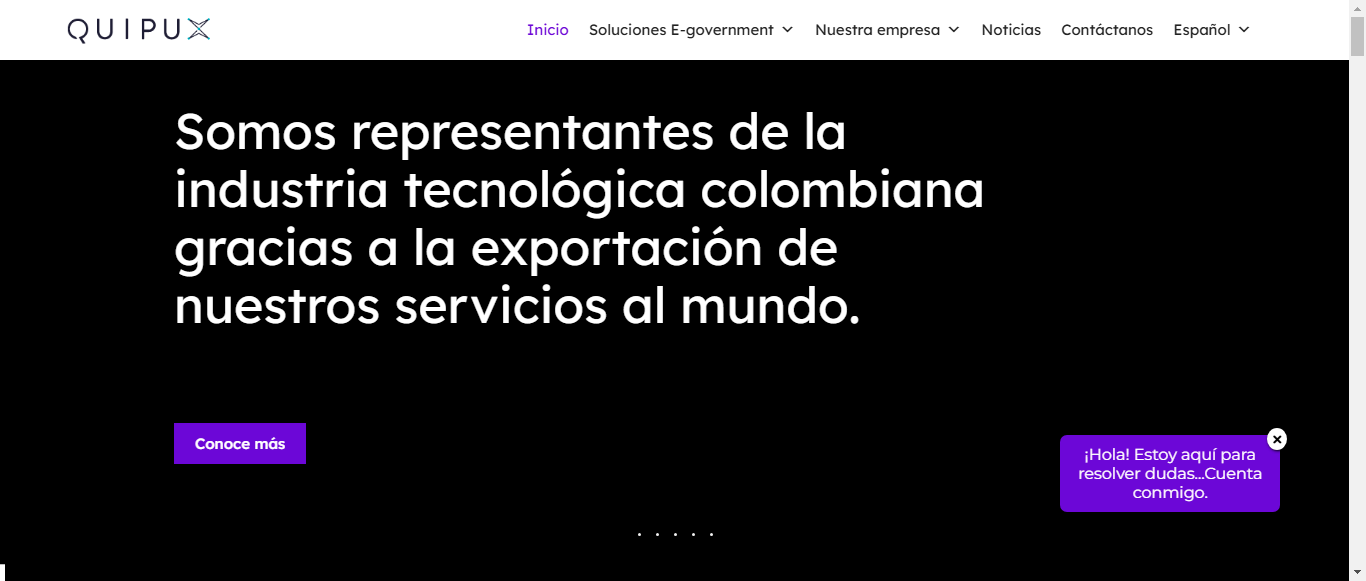 QUIPUX
Inicio Soluciones E-government Nuestra empresa Noticias Contáctanos Español
Somos representantes de la
industria tecnológica colombiana
gracias a la exportación de
nuestros servicios al mundo.
Conoce más
¡Hola! Estoy aquí para
resolver dudas...Cuenta
conmigo.